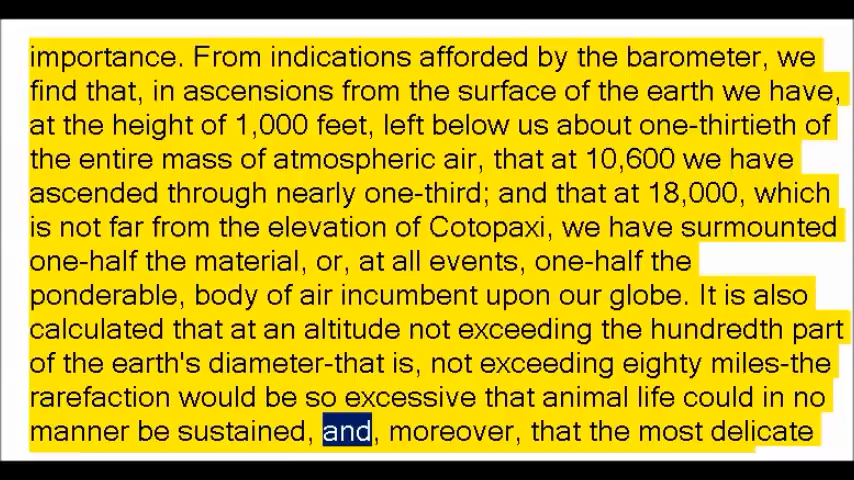 importance. From indications afforded by the barometer, we
find that, in ascensions from the surface of the earth we have,
at the height of 1,000 feet, left below us about one-thirtieth of
the entire mass of atmospheric air, that at 10,600 we have
ascended through nearly one-third; and that at 18,000, which
is not far from the elevation of Cotopaxi, we have surmounted
one-half the material, or, at all events, one-half the
ponderable, body of air incumbent upon our globe. It is also
calculated that at an altitude not exceeding the hundredth part
of the earth's diameter-that is, not exceeding eighty miles-the
rarefaction would be so excessive that animal life could in no
manner be sustained, and, moreover, that the most delicate